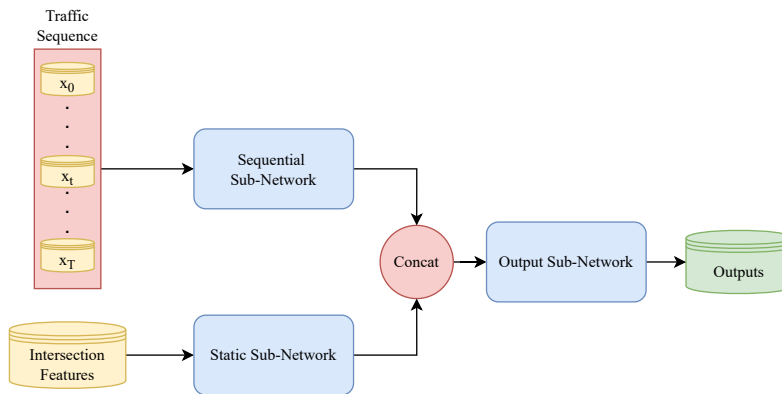 Traffic
Sequence
x0
xt
xT
Sequential
Sub-Network
Concat
Output Sub-Network
Outputs
Intersection
Features
Static Sub-Network